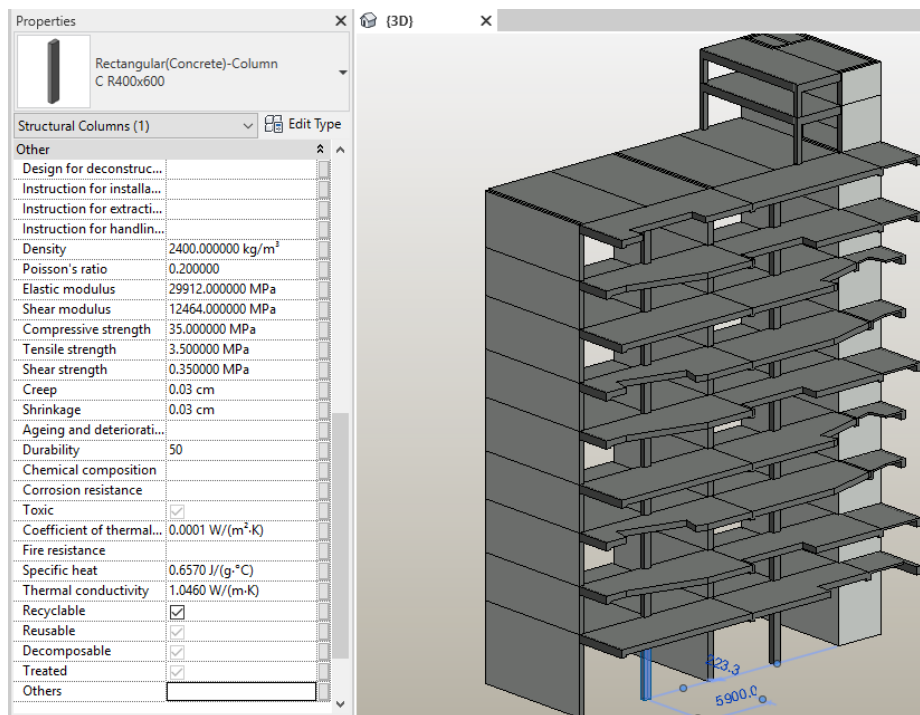 Properties
{3D}
Rectangular(Concrete)-Column
C R400x600
Structural Columns (1)
Edit Type
Other
Design for deconstruc...
Instruction for installa...
Instruction for extracti...
Instruction for handlin...
Density 2400.000000 kg/m³
Poisson's ratio 0.200000
Elastic modulus 29912.000000 MPa
Shear modulus 12464.000000 MPa
Compressive strength 35.000000 MPa
Tensile strength 3.500000 MPa
Shear strength 0.350000 MPa
Creep 0.03 cm
Shrinkage 0.03 cm
Ageing and deteriorati...
Durability 50
Chemical composition
Corrosion resistance
Toxic
Coefficient of thermal... 0.0001 W/(m²·K)
Fire resistance
Specific heat 0.6570 J/(g·°C)
Thermal conductivity 1.0460 W/(m·K)
Recyclable
Reusable
Decomposable
Treated
Others
5900.0